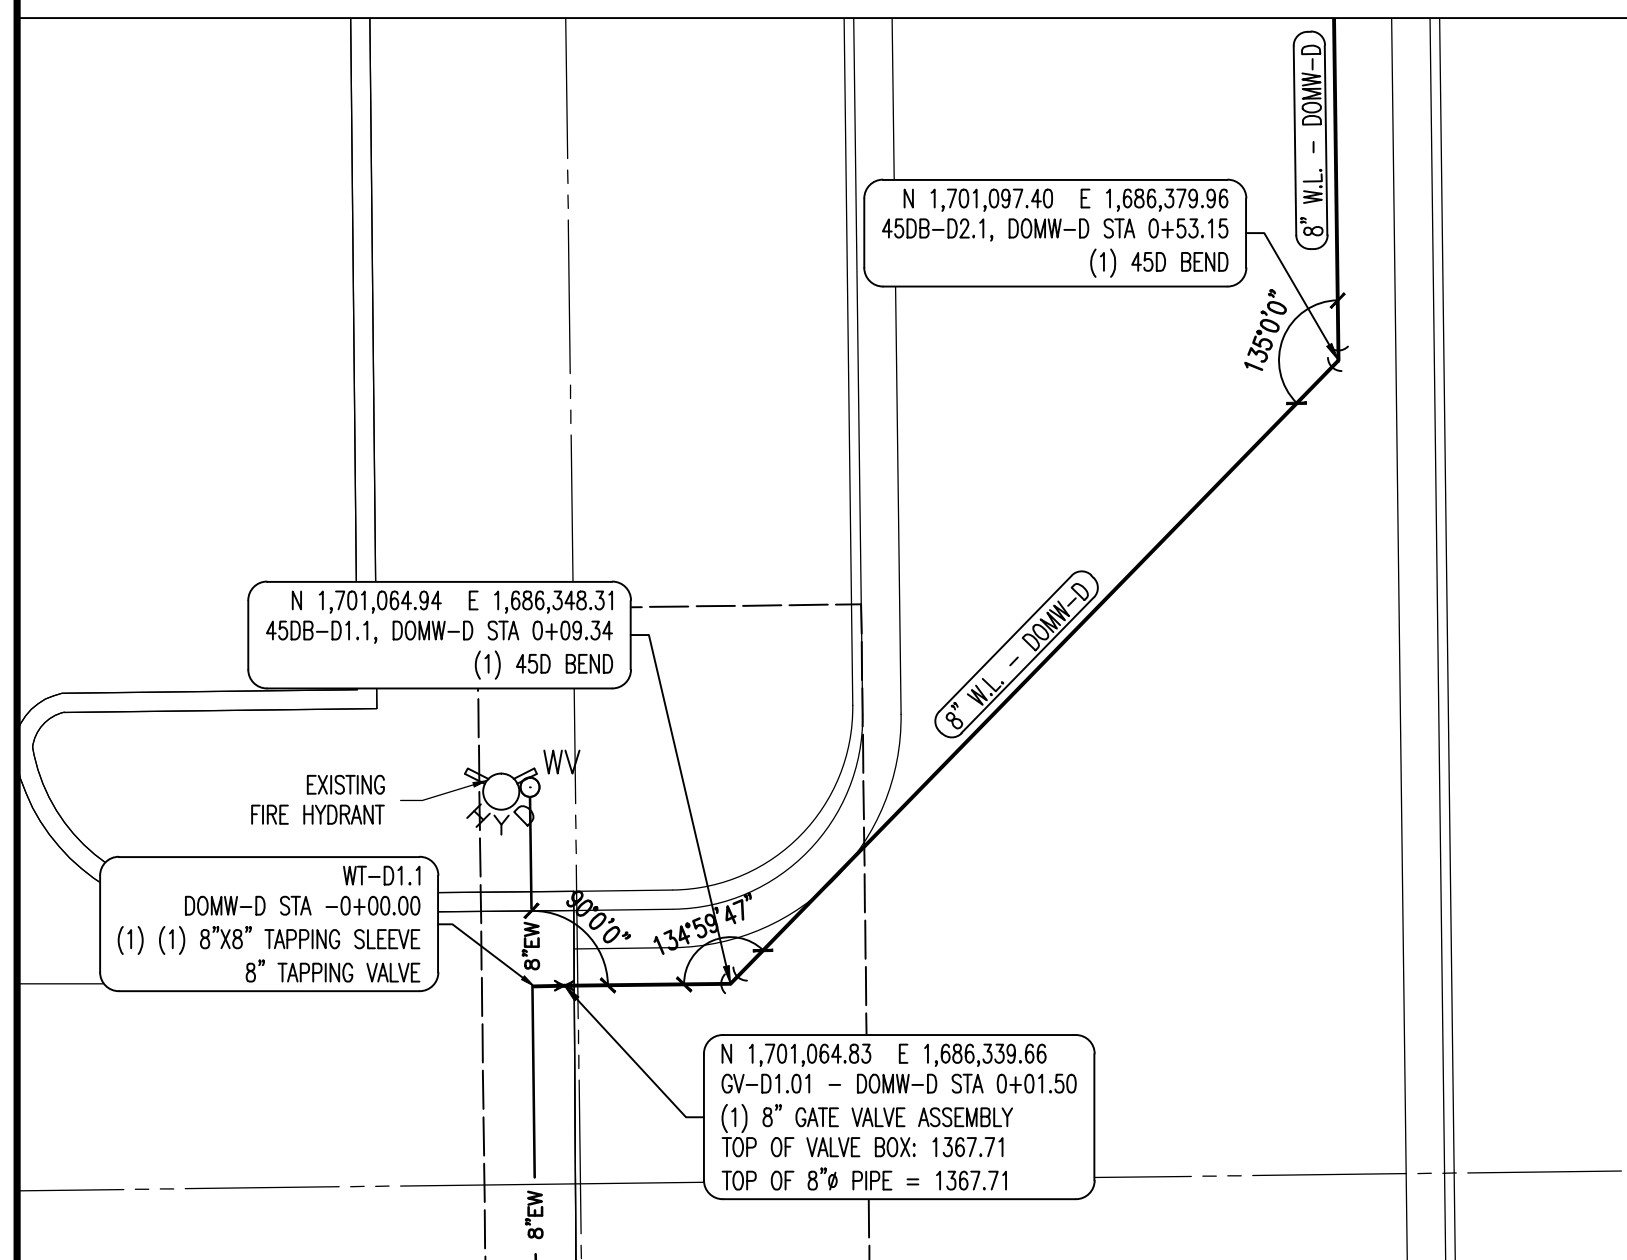 8" W.L. - DOMW-D
N 1,701,097.40 E 1,686,379.96
45DB-D2.1, DOMW-D STA 0+53.15
(1) 45D BEND
135°0'0"
8" W.L. - DOMW-D
N 1,701,064.94 E 1,686,348.31
45DB-D1.1, DOMW-D STA 0+09.34
(1) 45D BEND
WV
EXISTING
FIRE HYDRANT
HYD
WT-D1.1
DOMW-D STA -0+00.00
(1) (1) 8"X8" TAPPING SLEEVE
8" TAPPING VALVE
8"EW
90°0'0"
134°59'47"
N 1,701,064.83 E 1,686,339.66
GV-D1.01 - DOMW-D STA 0+01.50
(1) 8" GATE VALVE ASSEMBLY
TOP OF VALVE BOX: 1367.71
TOP OF 8"ø PIPE = 1367.71
8"EW